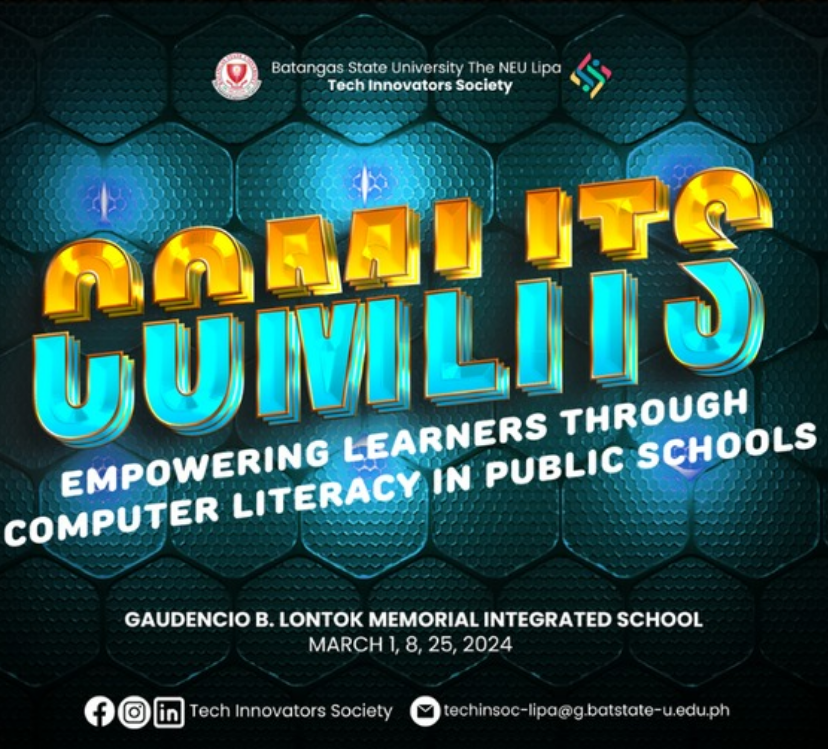 Batangas State University The NEU Lipa
Tech Innovators Society
COMLITS
EMPOWERING LEARNERS THROUGH
COMPUTER LITERACY IN PUBLIC SCHOOLS
GAUDENCIO B. LONTOK MEMORIAL INTEGRATED SCHOOL
MARCH 1, 8, 25, 2024
Tech Innovators Society techinsoc-lipa@g.batstate-u.edu.ph